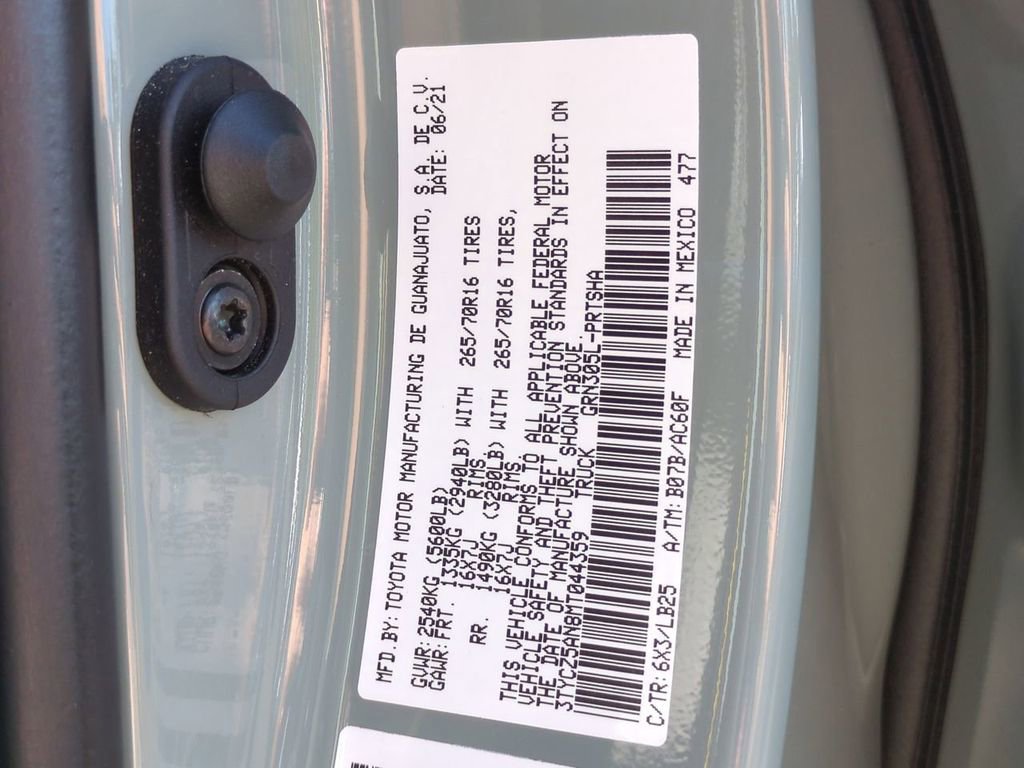 MFD.BY:TOYOTA MOTOR MANUFACTURING DE GUANAJUATO, S.A. DE C.V.
GVWR:2540KG (5600LB) DATE: 06/21
GAWR:FRT. 1335KG (2940LB) WITH 265/70R16 TIRES
16X7J RIMS
RR. 1490KG (3280LB) WITH 265/70R16 TIRES,
16X7J RIMS
THIS VEHICLE CONFORMS TO ALL APPLICABLE FEDERAL MOTOR
VEHICLE SAFETY AND THEFT PREVENTION STANDARDS IN EFFECT ON
THE DATE OF MANUFACTURE SHOWN ABOVE.
3TYCZ5AN8MT044359 TRUCK GRN305L-PRTSHA
C/TR:6X3/LB25 A/TM:B07B/AC60F MADE IN MEXICO 477